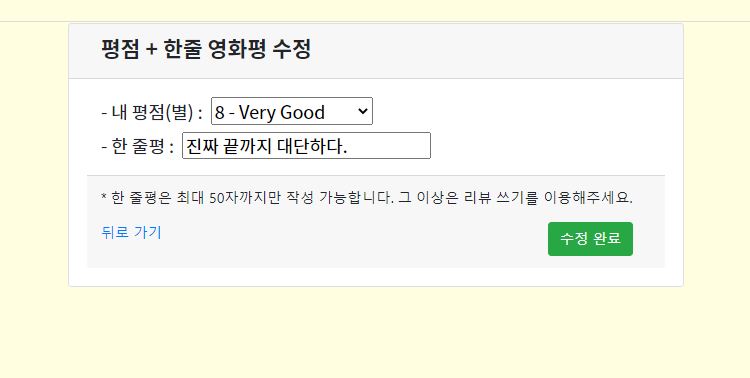 평점 + 한줄 영화평 수정
- 내 평점(별) : 8 - Very Good
- 한 줄평 : 진짜 끝까지 대단하다.
* 한 줄평은 최대 50자까지만 작성 가능합니다. 그 이상은 리뷰 쓰기를 이용해주세요.
뒤로 가기 수정 완료